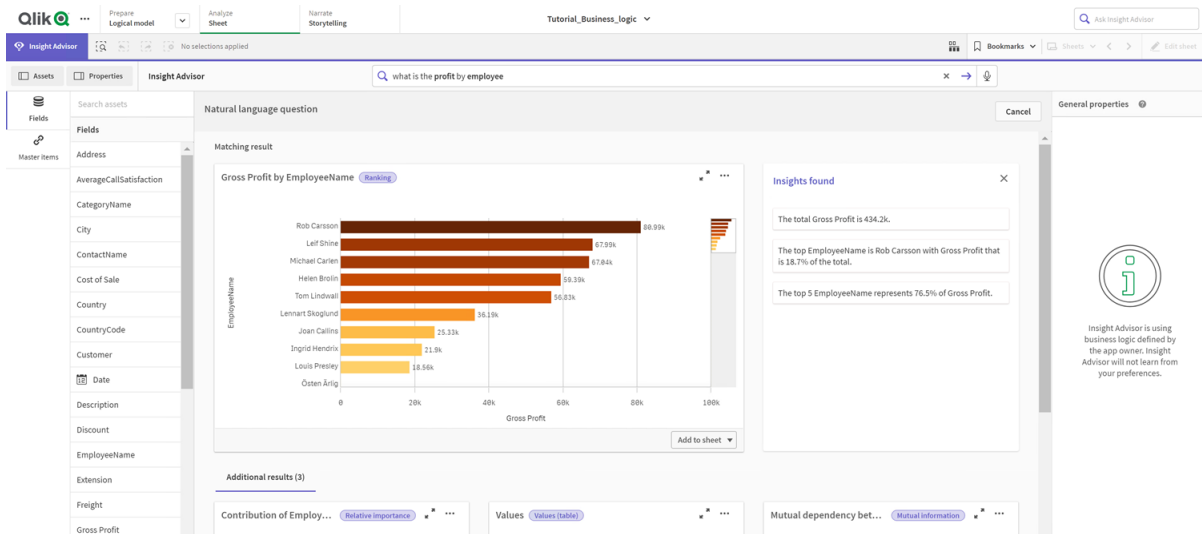 Qlik
Prepare
Logical model
Analyze
Sheet
Narrate
Storytelling
Tutorial_Business_logic
Ask Insight Advisor
Insight Advisor
No selections applied
Bookmarks
Sheets
Edit sheet
Assets
Properties
Insight Advisor
what is the profit by employee
Fields
Master items
Search assets
Fields
Address
AverageCallSatisfaction
CategoryName
City
ContactName
Cost of Sale
Country
CountryCode
Customer
Date
Description
Discount
EmployeeName
Extension
Freight
Gross Profit
Natural language question
Cancel
Matching result
Gross Profit by EmployeeName
Ranking
EmployeeName
Rob Carsson 80.99k
Leif Shine 67.99k
Michael Carlen 67.04k
Helen Brolin 59.39k
Tom Lindwall 56.83k
Lennart Skoglund 36.19k
Joan Callins 25.33k
Ingrid Hendrix 21.9k
Louis Presley 18.56k
Östen Ärlig
0 20k 40k 60k 80k 100k
Gross Profit
Add to sheet
Insights found
The total Gross Profit is 434.2k.
The top EmployeeName is Rob Carsson with Gross Profit that
is 18.7% of the total.
The top 5 EmployeeName represents 76.5% of Gross Profit.
Additional results (3)
Contribution of Employ... Relative importance
Values Values (table)
Mutual dependency bet... Mutual information
General properties
Insight Advisor is using
business logic defined by
the app owner. Insight
Advisor will not learn from
your preferences.